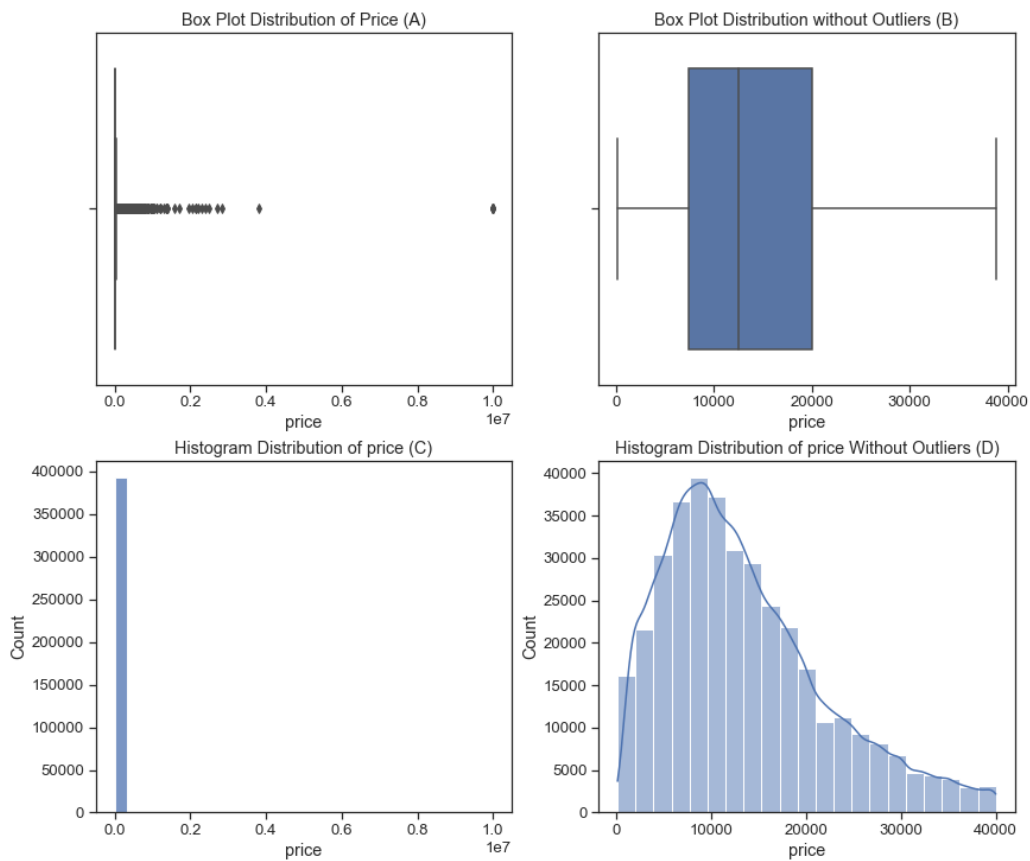 Box Plot Distribution of Price (A)
0.0 0.2 0.4 0.6 0.8 1.0
1e7
price
Box Plot Distribution without Outliers (B)
0 10000 20000 30000 40000
price
Histogram Distribution of price (C)
400000
350000
300000
250000
200000
150000
100000
50000
0
Count
0.0 0.2 0.4 0.6 0.8 1.0
1e7
price
Histogram Distribution of price Without Outliers (D)
40000
35000
30000
25000
20000
15000
10000
5000
0
Count
0 10000 20000 30000 40000
price